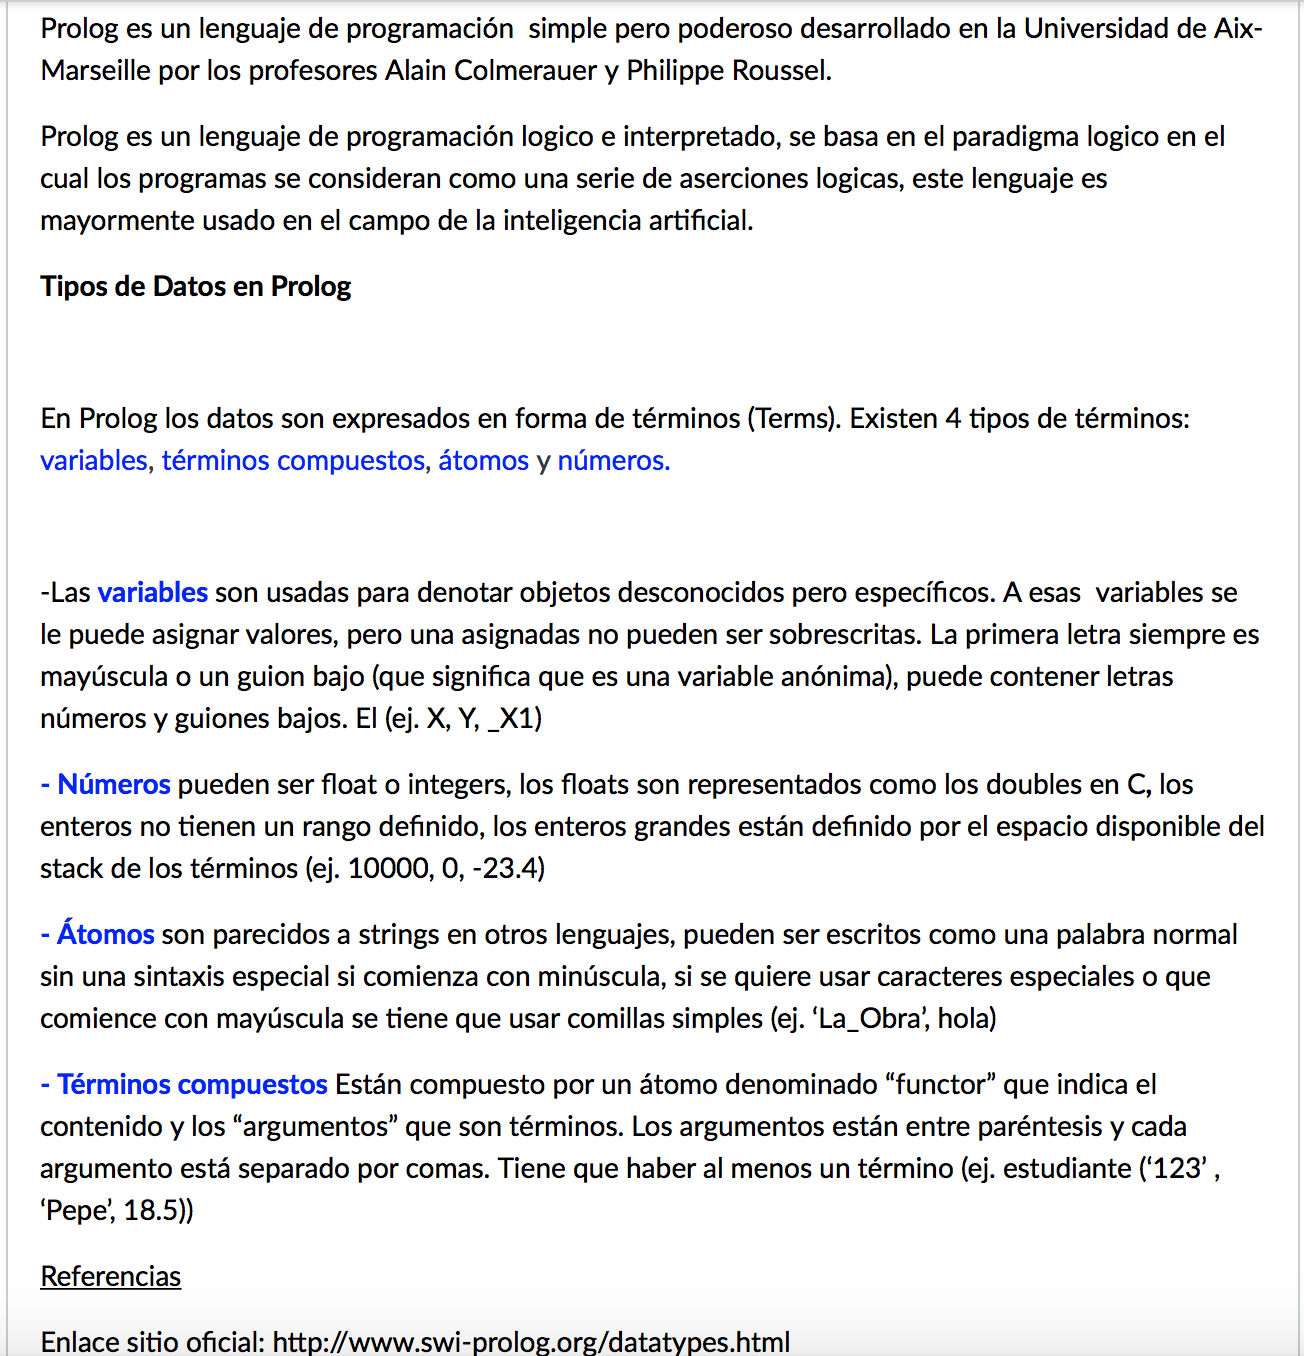 Prolog es un lenguaje de programación  simple pero poderoso desarrollado en la Universidad de Aix-
Marseille por los profesores Alain Colmerauer y Philippe Roussel.
Prolog es un lenguaje de programación logico e interpretado, se basa en el paradigma logico en el
cual los programas se consideran como una serie de aserciones logicas, este lenguaje es
mayormente usado en el campo de la inteligencia artificial.
Tipos de Datos en Prolog
En Prolog los datos son expresados en forma de términos (Terms). Existen 4 tipos de términos:
variables, términos compuestos, átomos y números.
-Las variables son usadas para denotar objetos desconocidos pero específicos. A esas  variables se
le puede asignar valores, pero una asignadas no pueden ser sobrescritas. La primera letra siempre es
mayúscula o un guion bajo (que significa que es una variable anónima), puede contener letras
números y guiones bajos. El (ej. X, Y, _X1)
- Números pueden ser float o integers, los floats son representados como los doubles en C, los
enteros no tienen un rango definido, los enteros grandes están definido por el espacio disponible del
stack de los términos (ej. 10000, 0, -23.4)
- Átomos son parecidos a strings en otros lenguajes, pueden ser escritos como una palabra normal
sin una sintaxis especial si comienza con minúscula, si se quiere usar caracteres especiales o que
comience con mayúscula se tiene que usar comillas simples (ej. ‘La_Obra’, hola)
- Términos compuestos Están compuesto por un átomo denominado “functor” que indica el
contenido y los “argumentos” que son términos. Los argumentos están entre paréntesis y cada
argumento está separado por comas. Tiene que haber al menos un término (ej. estudiante (‘123’ ,
‘Pepe’, 18.5))
Referencias
Enlace sitio oficial: http://www.swi-prolog.org/datatypes.html